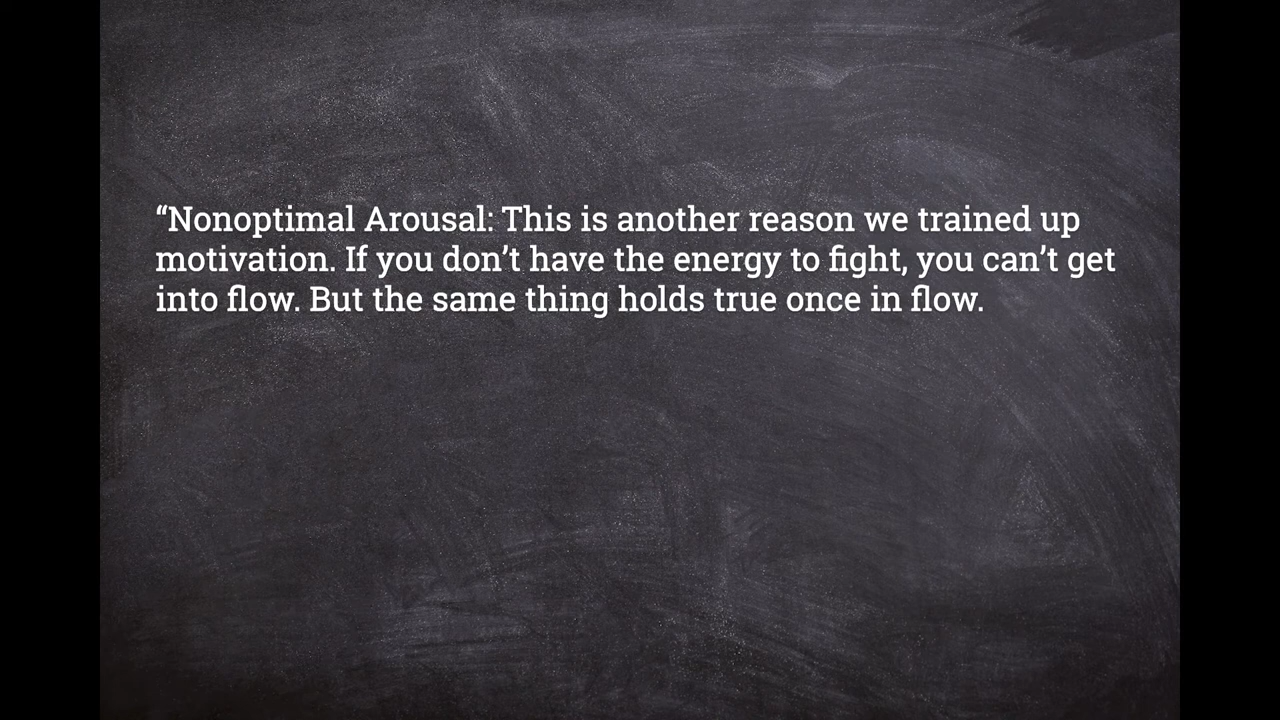 “Nonoptimal Arousal: This is another reason we trained up
motivation. If you don’t have the energy to fight, you can’t get
into flow. But the same thing holds true once in flow.